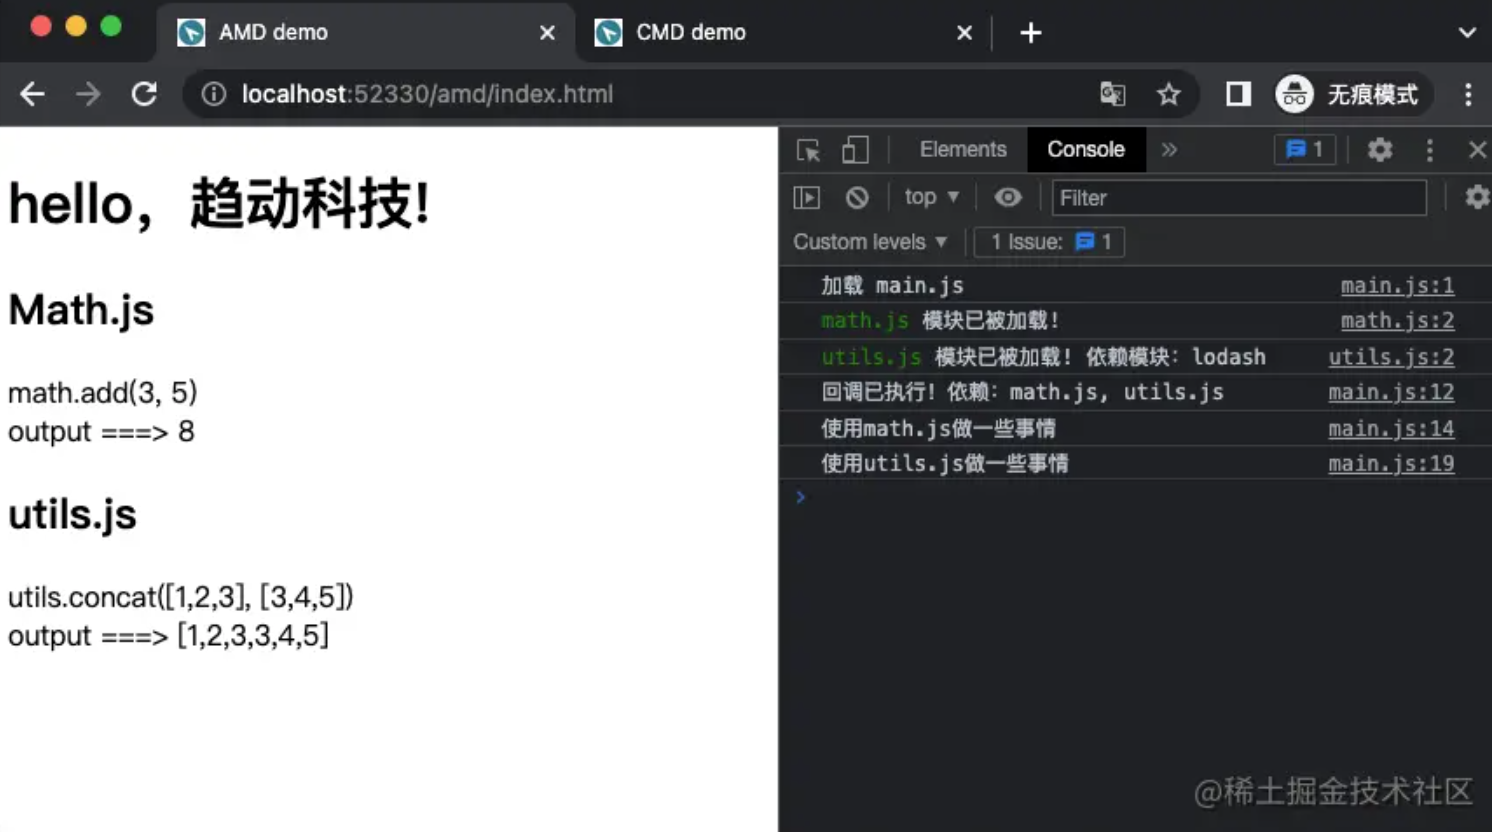 AMD demo
CMD demo
localhost:52330/amd/index.html
无痕模式
hello，趋动科技!
Math.js
math.add(3, 5)
output ===> 8
utils.js
utils.concat([1,2,3], [3,4,5])
output ===> [1,2,3,3,4,5]
Elements
Console
1
top
Filter
Custom levels
1 Issue: 1
加载 main.js main.js:1
math.js 模块已被加载! math.js:2
utils.js 模块已被加载! 依赖模块: lodash utils.js:2
回调已执行! 依赖: math.js, utils.js main.js:12
使用math.js做一些事情 main.js:14
使用utils.js做一些事情 main.js:19
@稀土掘金技术社区